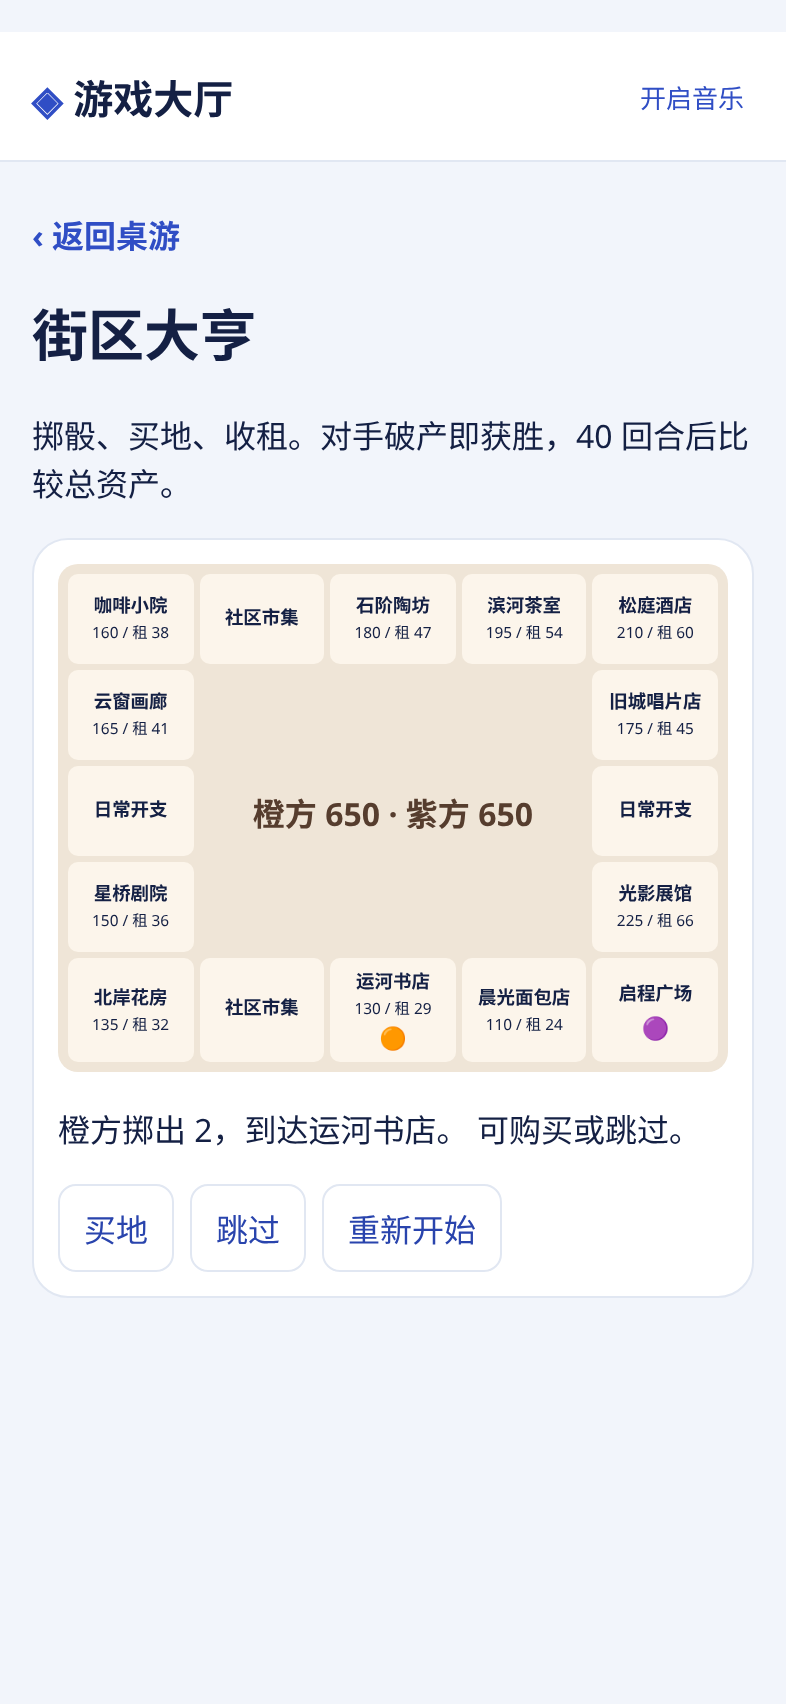 ◈ 游戏大厅
开启音乐
‹ 返回桌游
街区大亨
掷骰、买地、收租。对手破产即获胜，40 回合后比
较总资产。
咖啡小院
160 / 租 38
社区市集
石阶陶坊
180 / 租 47
滨河茶室
195 / 租 54
松庭酒店
210 / 租 60
云窗画廊
165 / 租 41
旧城唱片店
175 / 租 45
日常开支
橙方 650 · 紫方 650
日常开支
星桥剧院
150 / 租 36
光影展馆
225 / 租 66
北岸花房
135 / 租 32
社区市集
运河书店
130 / 租 29
晨光面包店
110 / 租 24
启程广场
橙方掷出 2，到达运河书店。 可购买或跳过。
买地
跳过
重新开始